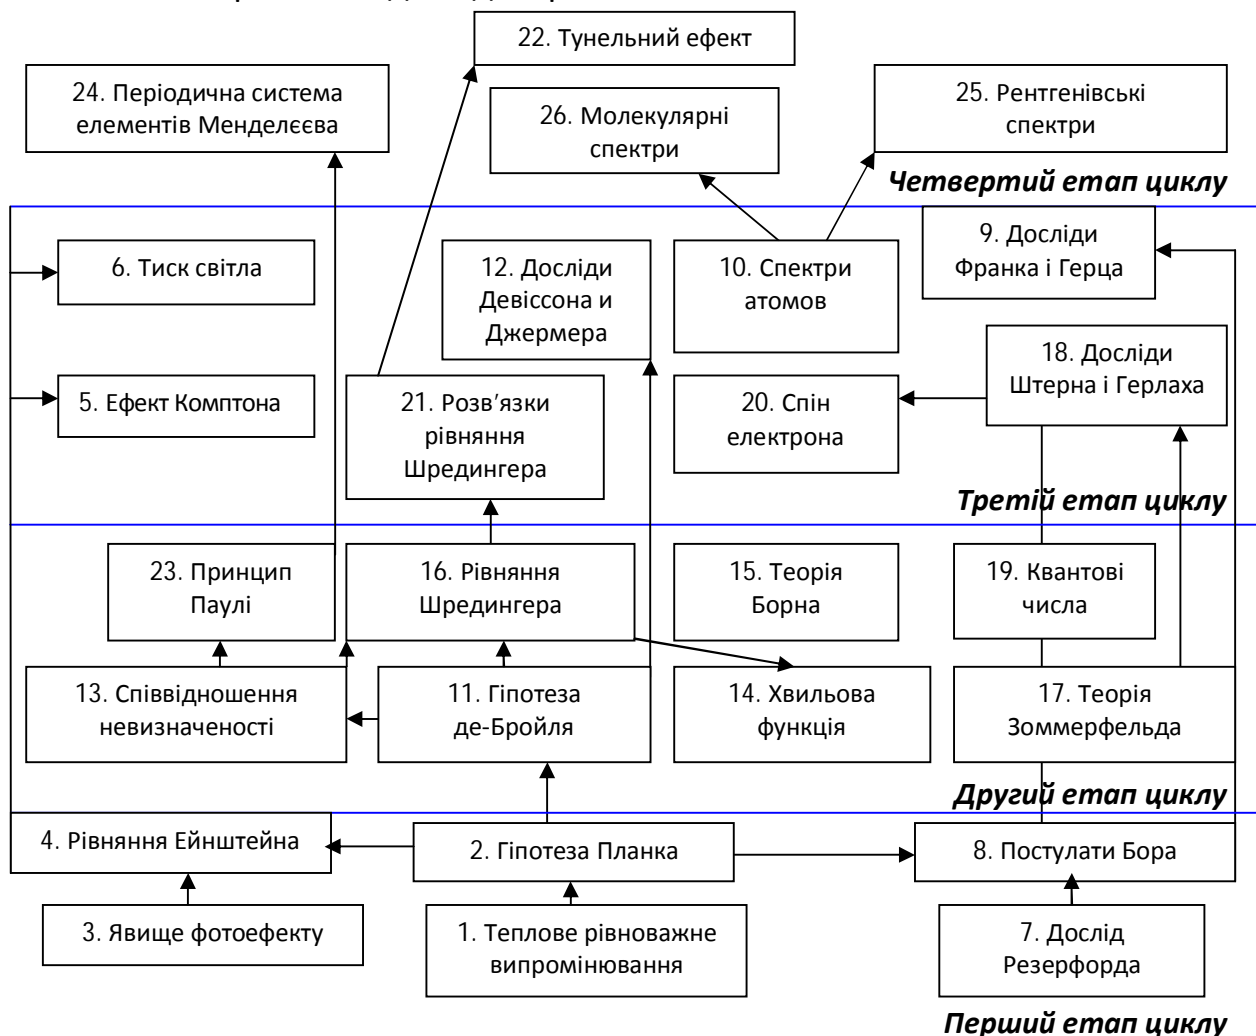 22. Тунельний ефект
24. Періодична система
елементів Менделєєва
26. Молекулярні
спектри
25. Рентгенівські
спектри
Четвертий етап циклу
6. Тиск світла
12. Досліди
Девіссона и
Джермера
10. Спектри
атомов
9. Досліди
Франка і Герца
5. Ефект Комптона
21. Розв’язки
рівняння
Шредингера
20. Спін
електрона
18. Досліди
Штерна і Герлаха
Третій етап циклу
23. Принцип
Паулі
16. Рівняння
Шредингера
15. Теорія
Борна
19. Квантові
числа
13. Співвідношення
невизначеності
11. Гіпотеза
де-Бройля
14. Хвильова
функція
17. Теорія
Зоммерфельда
Другий етап циклу
4. Рівняння Ейнштейна
2. Гіпотеза Планка
8. Постулати Бора
3. Явище фотоефекту
1. Теплове рівноважне
випромінювання
7. Дослід
Резерфорда
Перший етап циклу